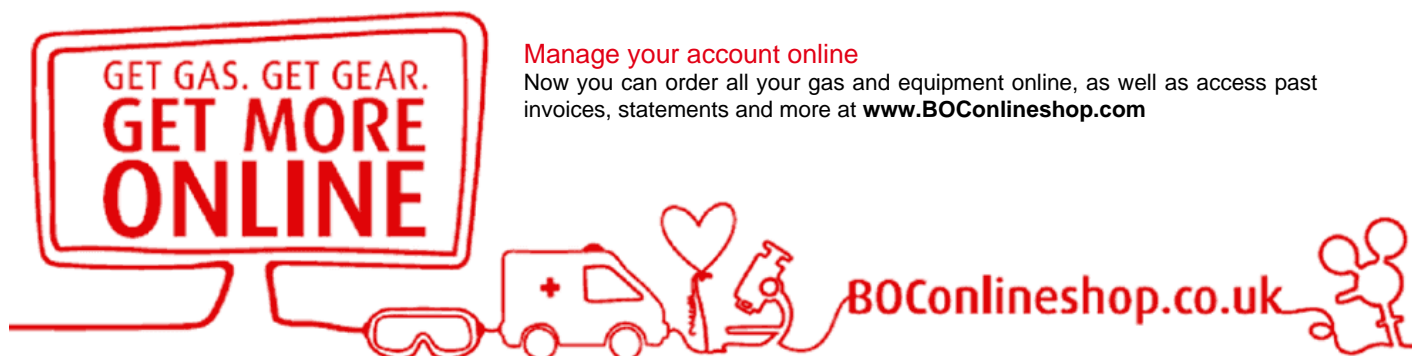 GET GAS. GET GEAR.
GET MORE
ONLINE
Manage your account online
Now you can order all your gas and equipment online, as well as access past
invoices, statements and more at www.BOConlineshop.com
BOConlineshop.co.uk